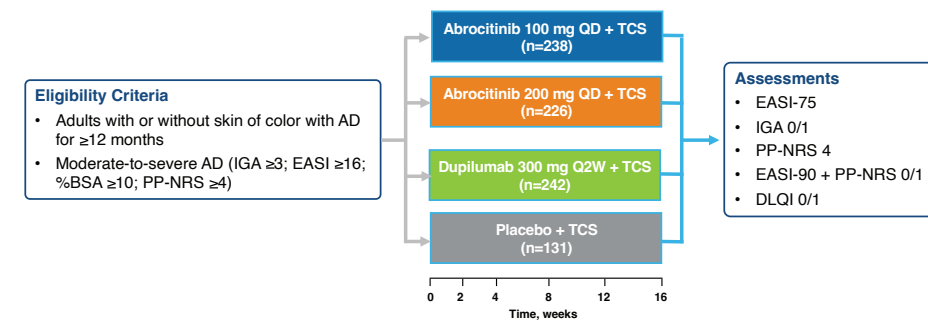 Eligibility Criteria
• Adults with or without skin of color with AD
for ≥12 months
• Moderate-to-severe AD (IGA ≥3; EASI ≥16;
%BSA ≥10; PP-NRS ≥4)
Abrocitinib 100 mg QD + TCS
(n=238)
Abrocitinib 200 mg QD + TCS
(n=226)
Dupilumab 300 mg Q2W + TCS
(n=242)
Placebo + TCS
(n=131)
0 2 4 8 12 16
Time, weeks
Assessments
• EASI-75
• IGA 0/1
• PP-NRS 4
• EASI-90 + PP-NRS 0/1
• DLQI 0/1